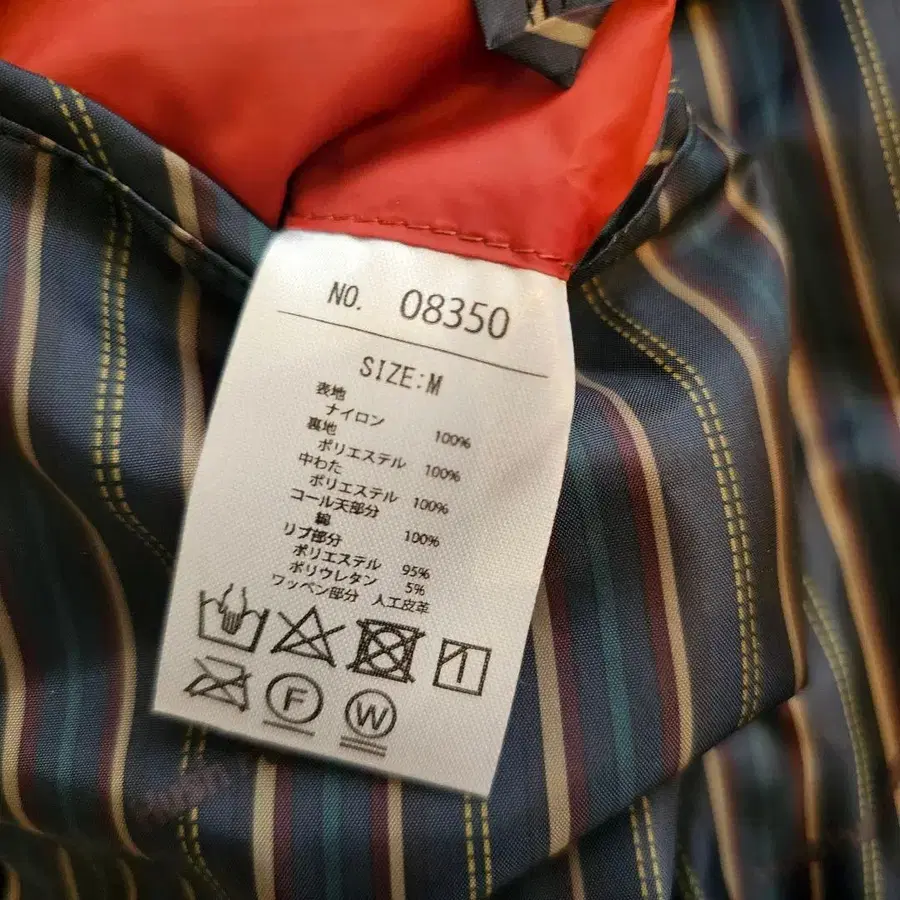 NO. 08350
SIZE:M
表地
ナイロン 100%
裏地
ポリエステル 100%
中わた
ポリエステル 100%
コール天部分
綿 100%
リブ部分
ポリエステル 95%
ポリウレタン 5%
ワッペン部分 人工皮革
F
W